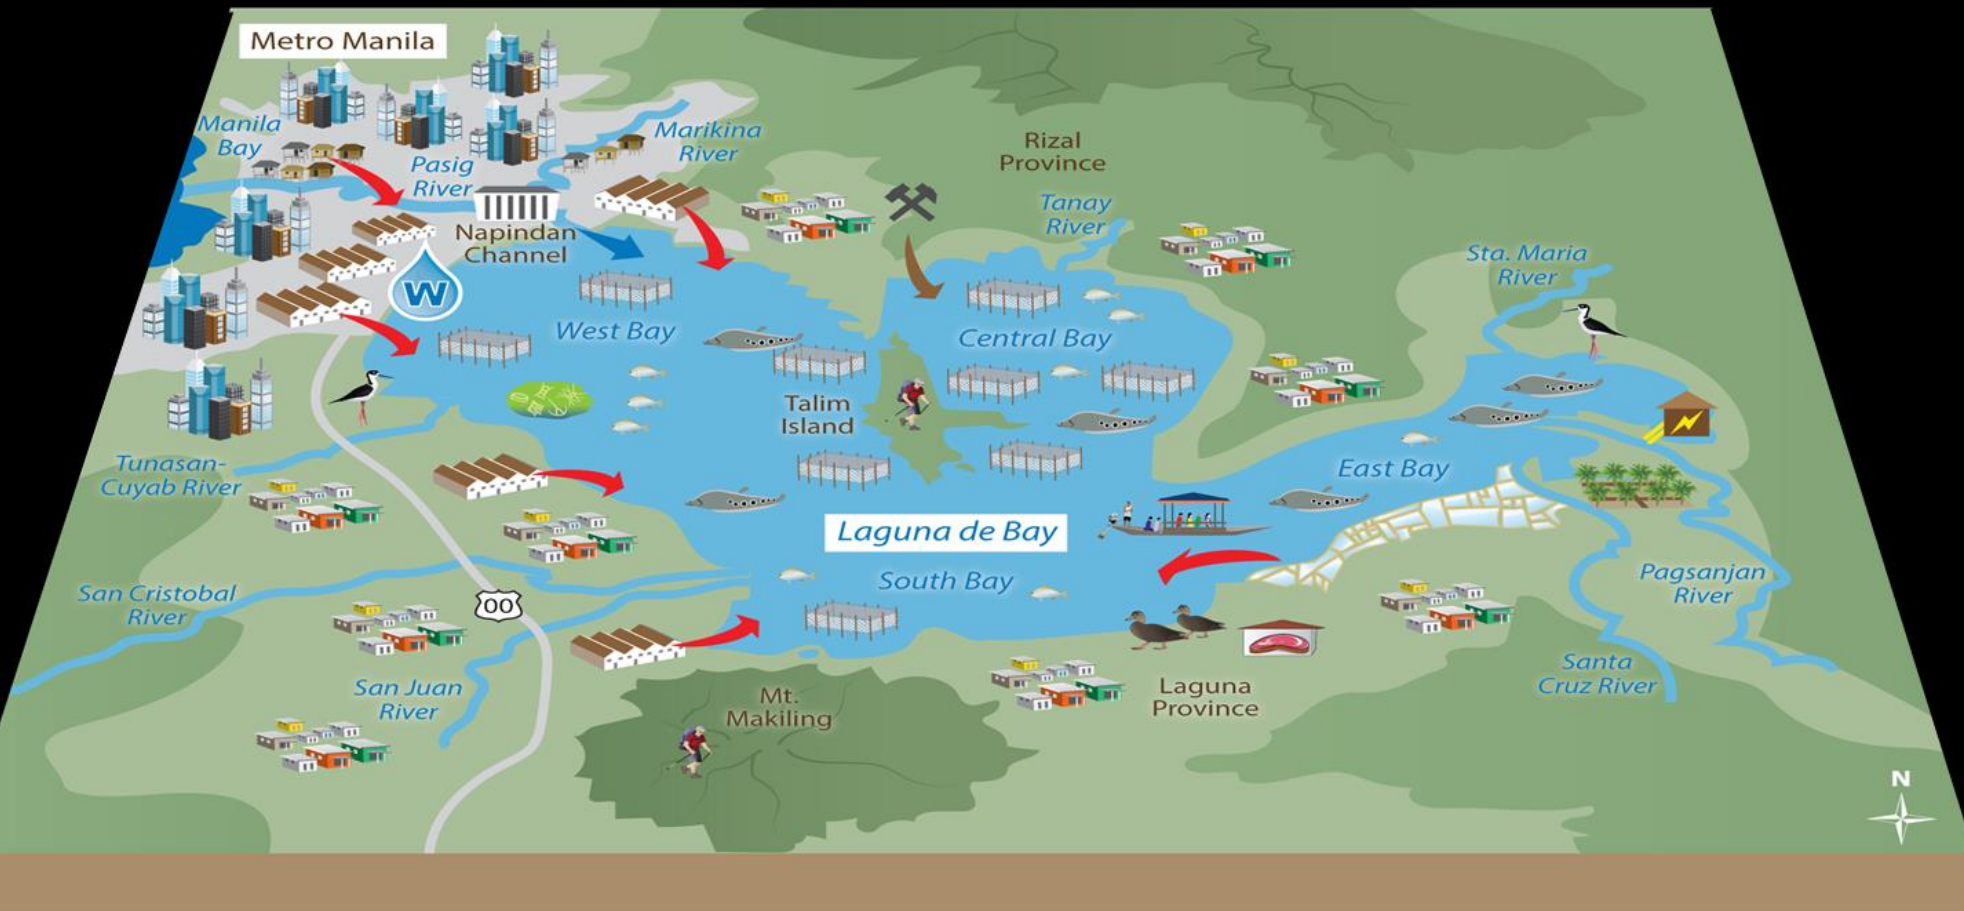 Metro Manila
Manila
Bay
Pasig
River
Marikina
River
Rizal
Province
Tanay
River
Napindan
Channel
Sta. Maria
River
W
West Bay
Central Bay
Talim
Island
East Bay
Tunasan-
Cuyab River
Laguna de Bay
South Bay
San Cristobal
River
00
Pagsanjan
River
San Juan
River
Mt.
Makiling
Laguna
Province
Santa
Cruz River
N